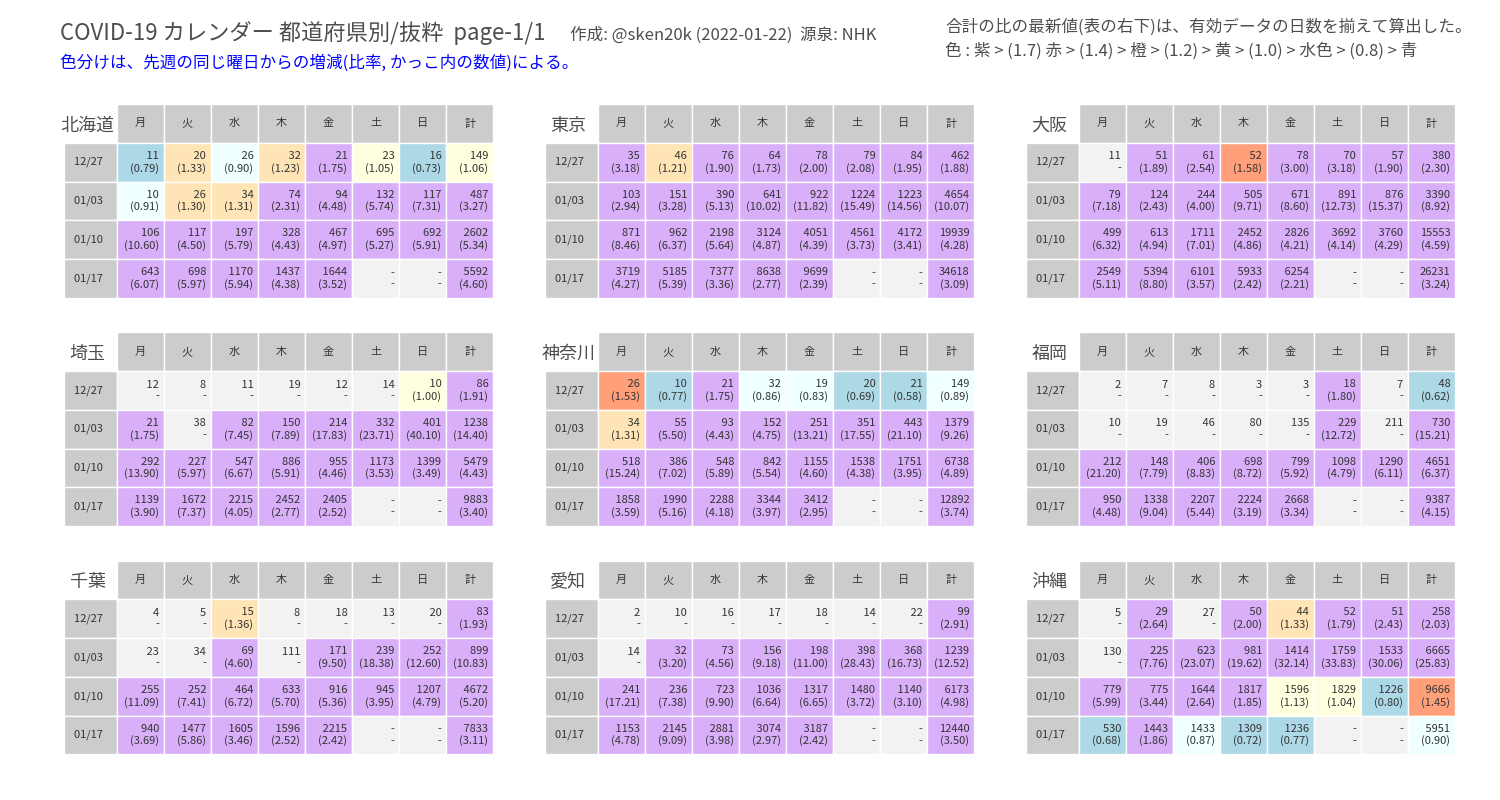 COVID-19 カレンダー 都道府県別/抜粋 page-1/1 作成: @sken20k (2022-01-22) 源泉: NHK
色分けは、先週の同じ曜日からの増減(比率, かっこ内の数値)による。
合計の比の最新値(表の右下)は、有効データの日数を揃えて算出した。
色 : 紫 > (1.7) 赤 > (1.4) 橙 > (1.2) 黄 > (1.0) > 水色 > (0.8) > 青
北海道 月 火 水 木 金 土 日 計
12/27 11 20 26 32 21 23 16 149
(0.79) (1.33) (0.90) (1.23) (1.75) (1.05) (0.73) (1.06)
01/03 10 26 34 74 94 132 117 487
(0.91) (1.30) (1.31) (2.31) (4.48) (5.74) (7.31) (3.27)
01/10 106 117 197 328 467 695 692 2602
(10.60) (4.50) (5.79) (4.43) (4.97) (5.27) (5.91) (5.34)
01/17 643 698 1170 1437 1644 - - 5592
(6.07) (5.97) (5.94) (4.38) (3.52) - - (4.60)
東京 月 火 水 木 金 土 日 計
12/27 35 46 76 64 78 79 84 462
(3.18) (1.21) (1.90) (1.73) (2.00) (2.08) (1.95) (1.88)
01/03 103 151 390 641 922 1224 1223 4654
(2.94) (3.28) (5.13) (10.02) (11.82) (15.49) (14.56) (10.07)
01/10 871 962 2198 3124 4051 4561 4172 19939
(8.46) (6.37) (5.64) (4.87) (4.39) (3.73) (3.41) (4.28)
01/17 3719 5185 7377 8638 9699 - - 34618
(4.27) (5.39) (3.36) (2.77) (2.39) - - (3.09)
大阪 月 火 水 木 金 土 日 計
12/27 11 51 61 52 78 70 57 380
- (1.89) (2.54) (1.58) (3.00) (3.18) (1.90) (2.30)
01/03 79 124 244 505 671 891 876 3390
(7.18) (2.43) (4.00) (9.71) (8.60) (12.73) (15.37) (8.92)
01/10 499 613 1711 2452 2826 3692 3760 15553
(6.32) (4.94) (7.01) (4.86) (4.21) (4.14) (4.29) (4.59)
01/17 2549 5394 6101 5933 6254 - - 26231
(5.11) (8.80) (3.57) (2.42) (2.21) - - (3.24)
埼玉 月 火 水 木 金 土 日 計
12/27 12 8 11 19 12 14 10 86
- - - - - - (1.00) (1.91)
01/03 21 38 82 150 214 332 401 1238
(1.75) - (7.45) (7.89) (17.83) (23.71) (40.10) (14.40)
01/10 292 227 547 886 955 1173 1399 5479
(13.90) (5.97) (6.67) (5.91) (4.46) (3.53) (3.49) (4.43)
01/17 1139 1672 2215 2452 2405 - - 9883
(3.90) (7.37) (4.05) (2.77) (2.52) - - (3.40)
神奈川 月 火 水 木 金 土 日 計
12/27 26 10 21 32 19 20 21 149
(1.53) (0.77) (1.75) (0.86) (0.83) (0.69) (0.58) (0.89)
01/03 34 55 93 152 251 351 443 1379
(1.31) (5.50) (4.43) (4.75) (13.21) (17.55) (21.10) (9.26)
01/10 518 386 548 842 1155 1538 1751 6738
(15.24) (7.02) (5.89) (5.54) (4.60) (4.38) (3.95) (4.89)
01/17 1858 1990 2288 3344 3412 - - 12892
(3.59) (5.16) (4.18) (3.97) (2.95) - - (3.74)
福岡 月 火 水 木 金 土 日 計
12/27 2 7 8 3 3 18 7 48
- - - - - (1.80) - (0.62)
01/03 10 19 46 80 135 229 211 730
- - - - - (12.72) - (15.21)
01/10 212 148 406 698 799 1098 1290 4651
(21.20) (7.79) (8.83) (8.72) (5.92) (4.79) (6.11) (6.37)
01/17 950 1338 2207 2224 2668 - - 9387
(4.48) (9.04) (5.44) (3.19) (3.34) - - (4.15)
千葉 月 火 水 木 金 土 日 計
12/27 4 5 15 8 18 13 20 83
- - (1.36) - - - - (1.93)
01/03 23 34 69 111 171 239 252 899
- - (4.60) - (9.50) (18.38) (12.60) (10.83)
01/10 255 252 464 633 916 945 1207 4672
(11.09) (7.41) (6.72) (5.70) (5.36) (3.95) (4.79) (5.20)
01/17 940 1477 1605 1596 2215 - - 7833
(3.69) (5.86) (3.46) (2.52) (2.42) - - (3.11)
愛知 月 火 水 木 金 土 日 計
12/27 2 10 16 17 18 14 22 99
- - - - - - - (2.91)
01/03 14 32 73 156 198 398 368 1239
- (3.20) (4.56) (9.18) (11.00) (28.43) (16.73) (12.52)
01/10 241 236 723 1036 1317 1480 1140 6173
(17.21) (7.38) (9.90) (6.64) (6.65) (3.72) (3.10) (4.98)
01/17 1153 2145 2881 3074 3187 - - 12440
(4.78) (9.09) (3.98) (2.97) (2.42) - - (3.50)
沖縄 月 火 水 木 金 土 日 計
12/27 5 29 27 50 44 52 51 258
- (2.64) - (2.00) (1.33) (1.79) (2.43) (2.03)
01/03 130 225 623 981 1414 1759 1533 6665
- (7.76) (23.07) (19.62) (32.14) (33.83) (30.06) (25.83)
01/10 779 775 1644 1817 1596 1829 1226 9666
(5.99) (3.44) (2.64) (1.85) (1.13) (1.04) (0.80) (1.45)
01/17 530 1443 1433 1309 1236 - - 5951
(0.68) (1.86) (0.87) (0.72) (0.77) - - (0.90)